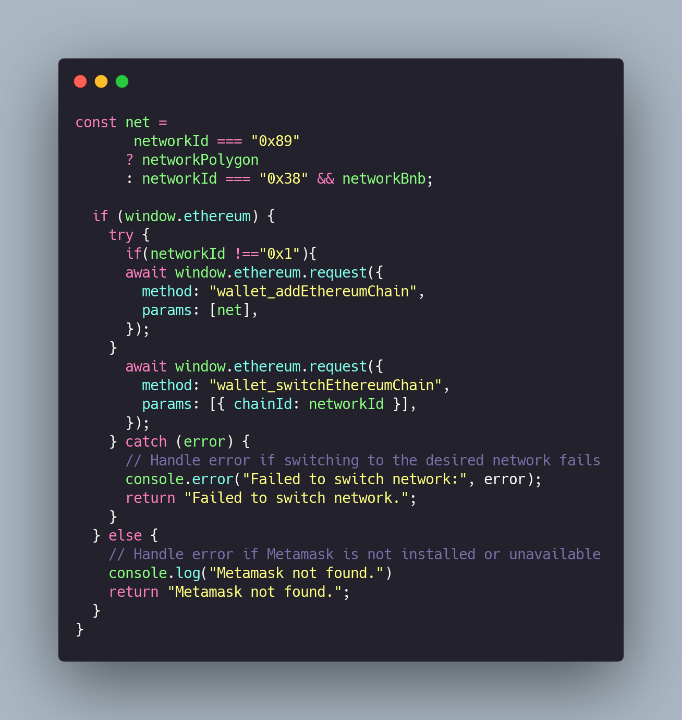 const net =
       networkId === "0x89"
      ? networkPolygon
      : networkId === "0x38" && networkBnb;

  if (window.ethereum) {
    try {
      if(networkId !=="0x1"){
      await window.ethereum.request({
        method: "wallet_addEthereumChain",
        params: [net],
      });
    }
      await window.ethereum.request({
        method: "wallet_switchEthereumChain",
        params: [{ chainId: networkId }],
      });
    } catch (error) {
      // Handle error if switching to the desired network fails
      console.error("Failed to switch network:", error);
      return "Failed to switch network.";
    }
  } else {
    // Handle error if Metamask is not installed or unavailable
    console.log("Metamask not found.")
    return "Metamask not found.";
  }
}